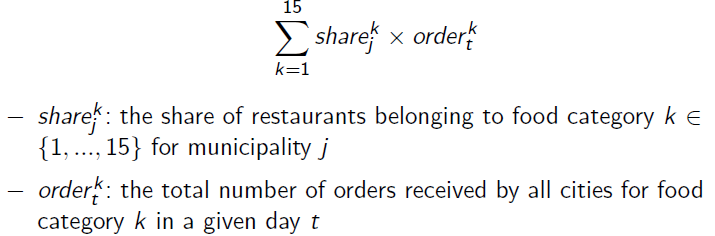 15
∑ share_j^k × order_t^k
k=1
– share_j^k: the share of restaurants belonging to food category k ∈
{1, ..., 15} for municipality j
– order_t^k: the total number of orders received by all cities for food
category k in a given day t